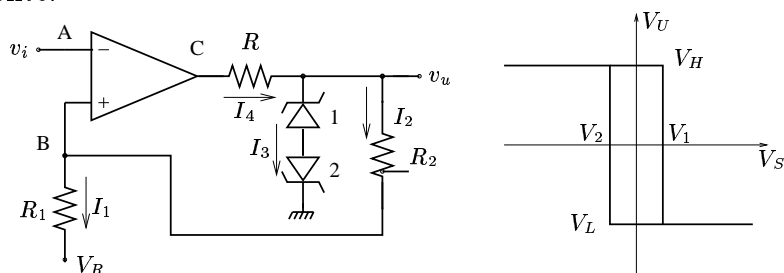 A
v_i
−
+
C
R
v_u
I_4
1
I_2
I_3
2
R_2
B
R_1
I_1
V_R
V_U
V_H
V_2
V_1
V_S
V_L